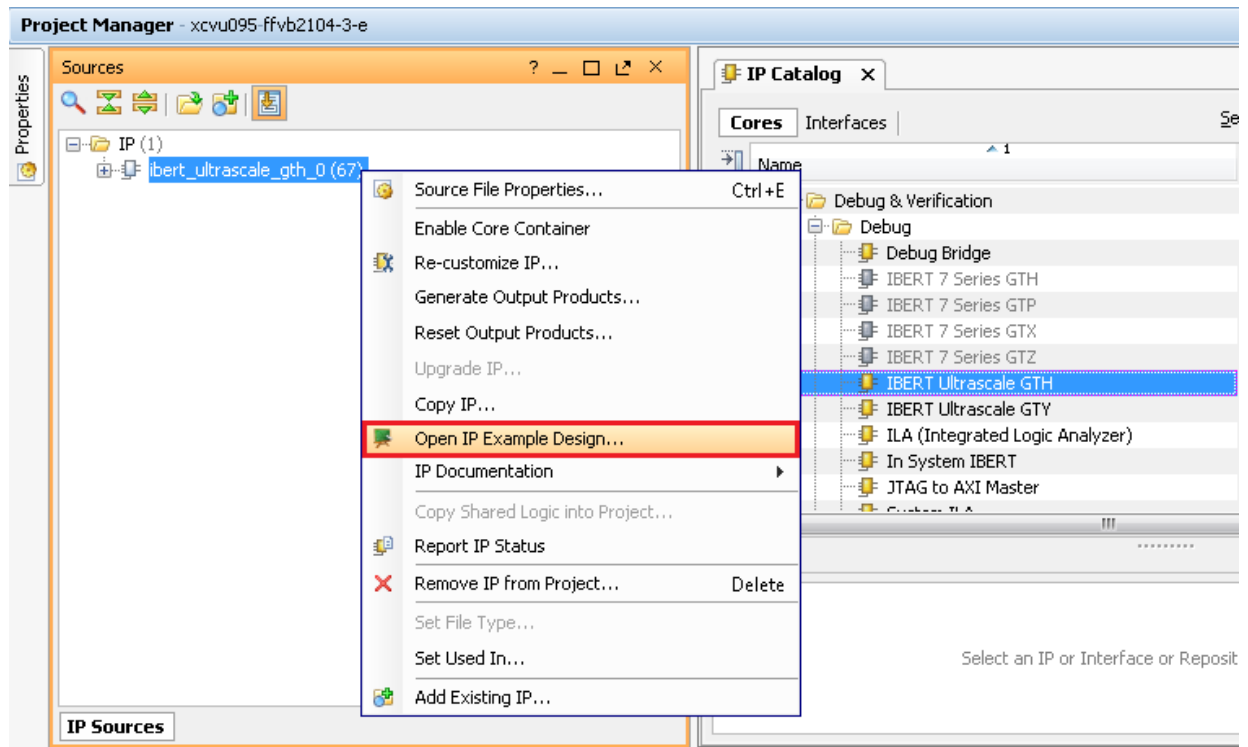 Project Manager - xcvu095-ffvb2104-3-e
Properties
Sources
? _
IP (1)
ibert_ultrascale_gth_0 (67)
Source File Properties... Ctrl+E
Enable Core Container
Re-customize IP...
Generate Output Products...
Reset Output Products...
Upgrade IP...
Copy IP...
Open IP Example Design...
IP Documentation
Copy Shared Logic into Project...
Report IP Status
Remove IP from Project... Delete
Set File Type...
Set Used In...
Add Existing IP...
IP Sources
IP Catalog
Cores Interfaces Se
Name 1
Debug & Verification
Debug
Debug Bridge
IBERT 7 Series GTH
IBERT 7 Series GTP
IBERT 7 Series GTX
IBERT 7 Series GTZ
IBERT Ultrascale GTH
IBERT Ultrascale GTY
ILA (Integrated Logic Analyzer)
In System IBERT
JTAG to AXI Master
System ILA
Select an IP or Interface or Reposit